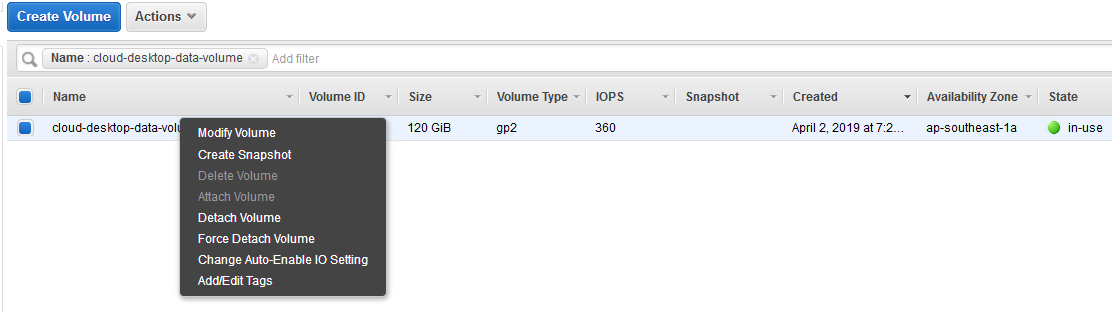 Create Volume Actions
Name : cloud-desktop-data-volume Add filter
Name Volume ID Size Volume Type IOPS Snapshot Created Availability Zone State
cloud-desktop-data-volu 120 GiB gp2 360 April 2, 2019 at 7:2... ap-southeast-1a in-use
Modify Volume
Create Snapshot
Delete Volume
Attach Volume
Detach Volume
Force Detach Volume
Change Auto-Enable IO Setting
Add/Edit Tags